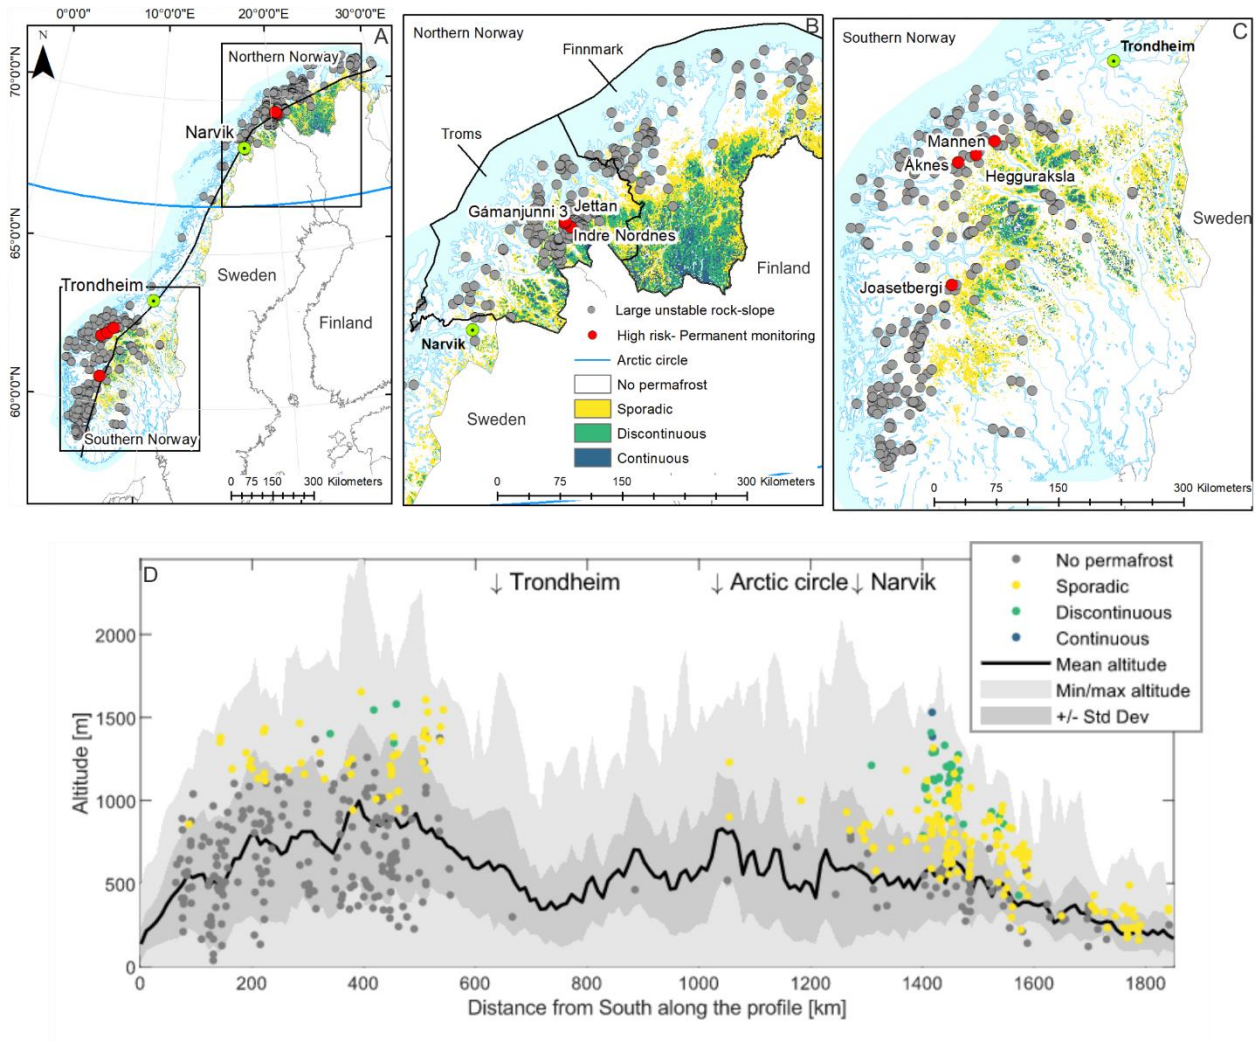 0°0'0" 10°0'0"E 20°0'0"E 30°0'0"E
N
A
70°0'0"N
65°0'0"N
60°0'0"N
Northern Norway
Narvik
Sweden
Trondheim
Finland
Southern Norway
0 75 150 300 Kilometers
B
Northern Norway
Finnmark
Troms
Gámanjunni 3
Jettan
Indre Nordnes
Finland
Large unstable rock-slope
High risk- Permanent monitoring
Narvik
Arctic circle
No permafrost
Sporadic
Sweden
Discontinuous
Continuous
0 75 150 300 Kilometers
C
Southern Norway
Trondheim
Mannen
Åknes
Hegguraksla
Sweden
Joasetbergi
0 75 150 300 Kilometers
D
↓ Trondheim
↓ Arctic circle
↓ Narvik
No permafrost
Sporadic
Discontinuous
Continuous
Mean altitude
Min/max altitude
+/- Std Dev
Altitude [m]
2000
1500
1000
500
0
0 200 400 600 800 1000 1200 1400 1600 1800
Distance from South along the profile [km]